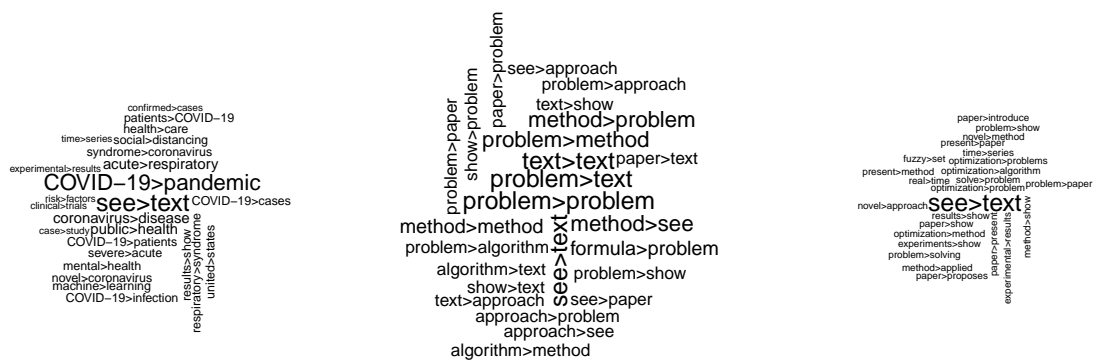 confirmed>cases
patients>COVID−19
health>care
time>series social>distancing
syndrome>coronavirus
experimental>results acute>respiratory
COVID−19>pandemic
risk>factors see>text COVID−19>cases
clinical>trials
coronavirus>disease
case>study public>health
COVID−19>patients
severe>acute
mental>health
novel>coronavirus
machine>learning
COVID−19>infection
results>show
respiratory>syndrome
united>states
paper>problem
see>approach
problem>approach
problem>paper
show>problem
text>show
method>problem
problem>method
text>text paper>text
problem>text
problem>problem
method>method see>text method>see
problem>algorithm formula>problem
algorithm>text problem>show
show>text
text>approach see>paper
approach>problem
approach>see
algorithm>method
paper>introduce
problem>show
novel>method
present>paper
time>series
fuzzy>set optimization>problems
present>method optimization>algorithm
real>time solve>problem
optimization>problem problem>paper
novel>approach see>text
results>show
paper>show
optimization>method
experiments>show
problem>solving
method>applied
paper>proposes
paper>present
experimental>results
method>show